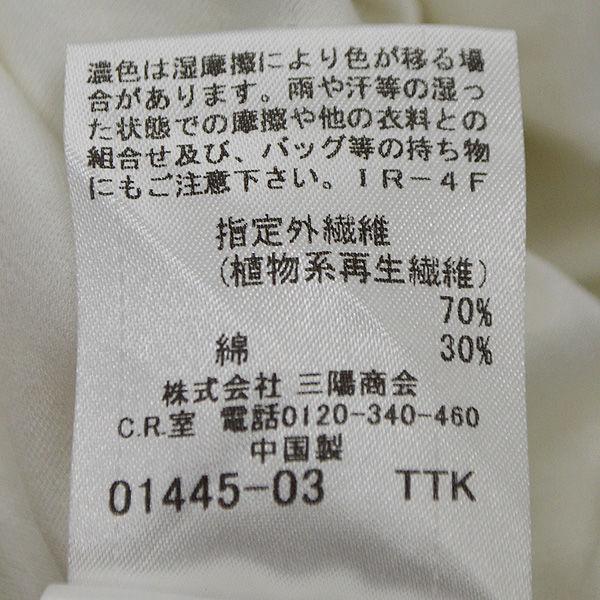 濃色は湿摩擦により色が移る場
合があります。雨や汗等の湿っ
た状態での摩擦や他の衣料との
組合せ及び、バッグ等の持ち物
にもご注意下さい。IR-4F
指定外繊維
(植物系再生繊維)
70%
綿 30%
株式会社 三陽商会
C.R.室 電話0120-340-460
中国製
01445-03 TTK